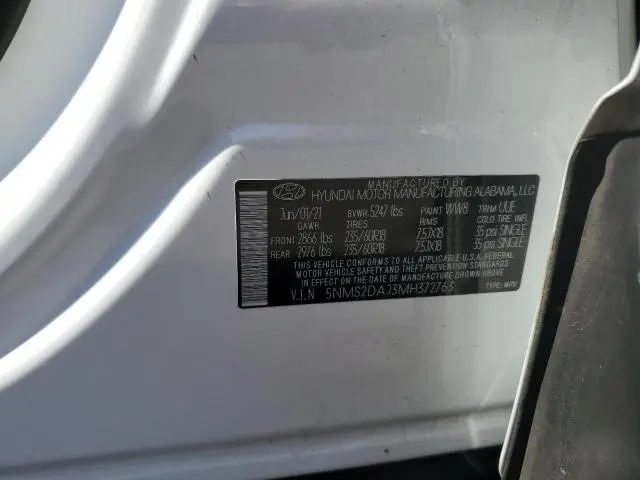 MANUFACTURED BY
HYUNDAI MOTOR MANUFACTURING ALABAMA, LLC
Jun/01/21 GVWR 5247 lbs PAINT WW8 TRIM UUE
GAWR TIRES RIMS COLD TIRE INFL.
FRONT 2866 lbs 235/60R18 7.5JX18 35 psi SINGLE
REAR 2976 lbs 235/60R18 7.5JX18 35 psi SINGLE
THIS VEHICLE CONFORMS TO ALL APPLICABLE U.S. FEDERAL
MOTOR VEHICLE SAFETY AND BUMPER STANDARDS
IN EFFECT ON THE DATE OF MANUFACTURE SHOWN ABOVE.
V.I.N 5NMS2DAJ3MH372763 TYPE: MPV